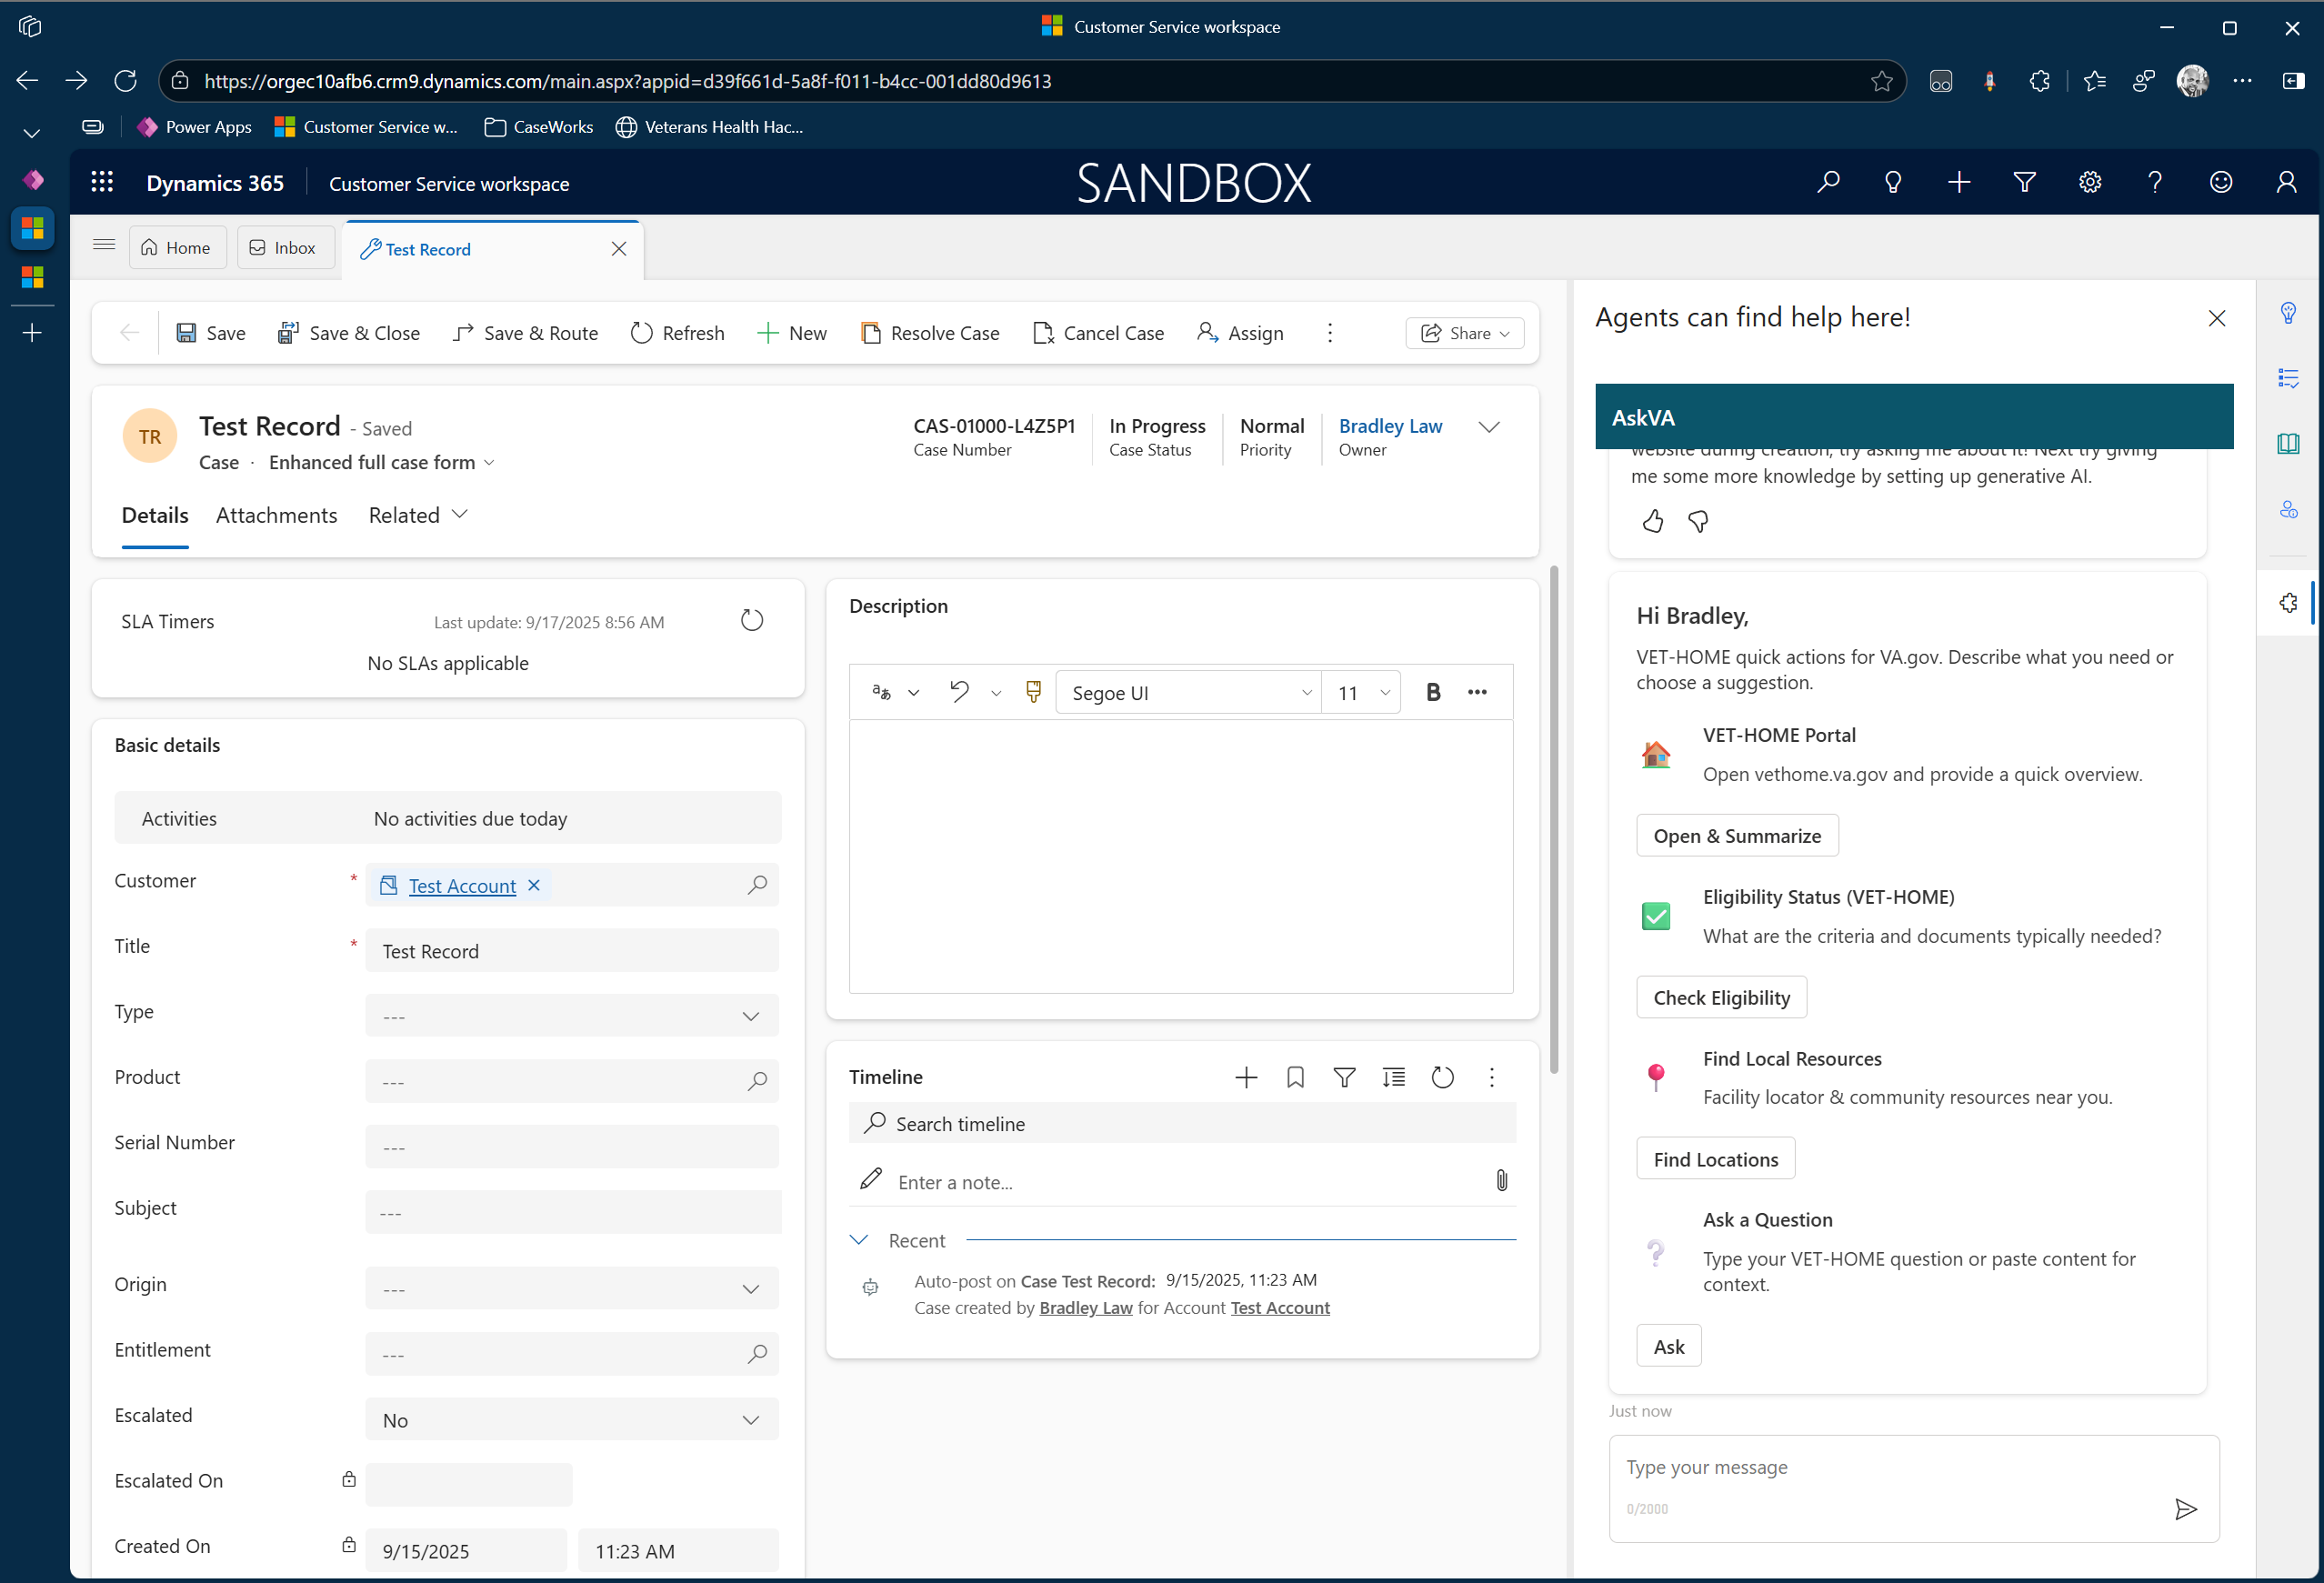 Customer Service workspace
https://orgec10afb6.crm9.dynamics.com/main.aspx?appid=d39f661d-5a8f-f011-b4cc-001dd80d9613
Power Apps
Customer Service w...
CaseWorks
Veterans Health Hac...
Dynamics 365
Customer Service workspace
SANDBOX
Home
Inbox
Test Record
Save
Save & Close
Save & Route
Refresh
New
Resolve Case
Cancel Case
Assign
Share
TR
Test Record - Saved
Case · Enhanced full case form
CAS-01000-L4Z5P1
Case Number
In Progress
Case Status
Normal
Priority
Bradley Law
Owner
Details
Attachments
Related
SLA Timers
Last update: 9/17/2025 8:56 AM
No SLAs applicable
Basic details
Activities
No activities due today
Customer *
Test Account
Title *
Test Record
Type
---
Product
---
Serial Number
---
Subject
---
Origin
---
Entitlement
---
Escalated
No
Escalated On
Created On
9/15/2025
11:23 AM
Description
Segoe UI
11
B
Timeline
Search timeline
Enter a note...
Recent
Auto-post on Case Test Record: 9/15/2025, 11:23 AM
Case created by Bradley Law for Account Test Account
Agents can find help here!
AskVA
website during creation, try asking me about it! Next try giving
me some more knowledge by setting up generative AI.
Hi Bradley,
VET-HOME quick actions for VA.gov. Describe what you need or
choose a suggestion.
VET-HOME Portal
Open vethome.va.gov and provide a quick overview.
Open & Summarize
Eligibility Status (VET-HOME)
What are the criteria and documents typically needed?
Check Eligibility
Find Local Resources
Facility locator & community resources near you.
Find Locations
Ask a Question
Type your VET-HOME question or paste content for
context.
Ask
Just now
Type your message
0/2000